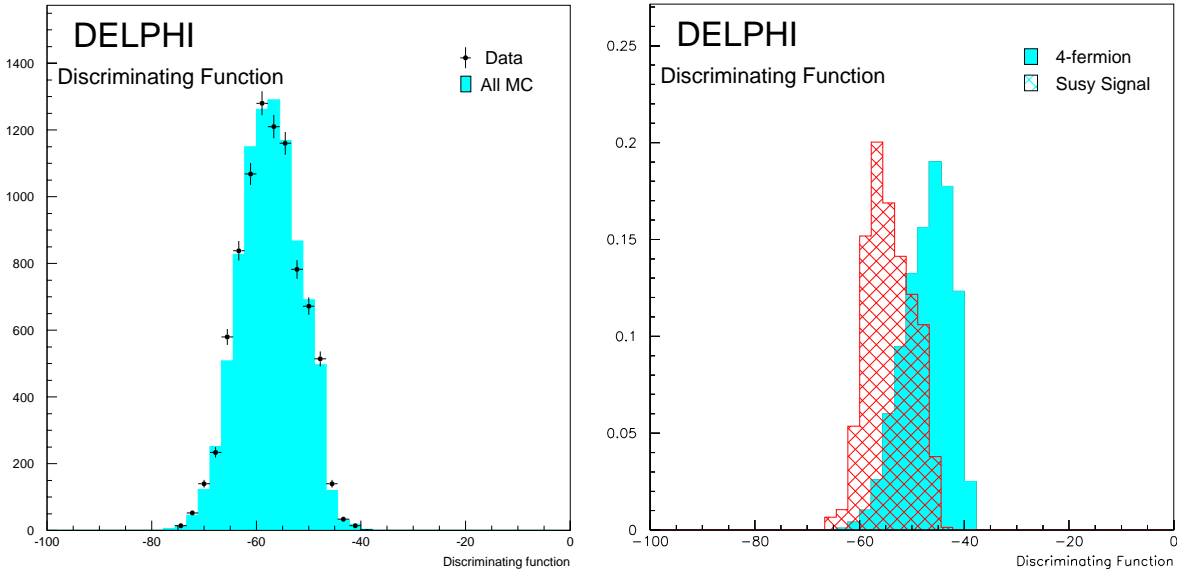 DELPHI
Discriminating Function
Data
All MC
1400
1200
1000
800
600
400
200
0
-100
-80
-60
-40
-20
0
Discriminating function
DELPHI
Discriminating Function
4-fermion
Susy Signal
0.25
0.2
0.15
0.1
0.05
0
−100
−80
−60
−40
−20
0
Discriminating Function